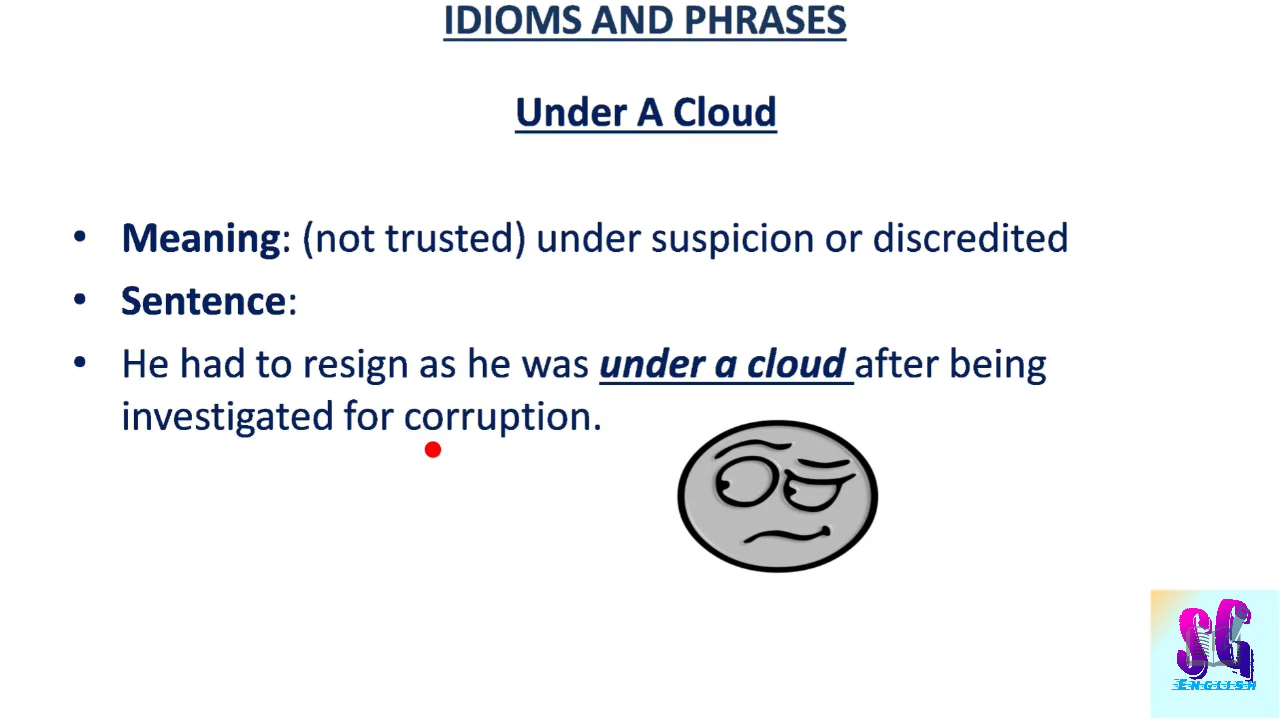 IDIOMS AND PHRASES
Under A Cloud
• Meaning: (not trusted) under suspicion or discredited
• Sentence:
• He had to resign as he was under a cloud after being
investigated for corruption.
SG
ENGLISH